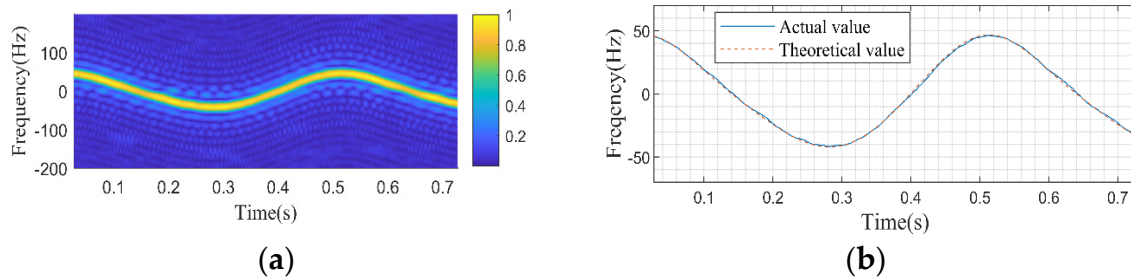 Frequency(Hz)
100
0
-100
-200
0.1 0.2 0.3 0.4 0.5 0.6 0.7
Time(s)
1
0.8
0.6
0.4
0.2
(a)
Frequency(Hz)
50
0
-50
Actual value
Theoretical value
0.1 0.2 0.3 0.4 0.5 0.6 0.7
Time(s)
(b)